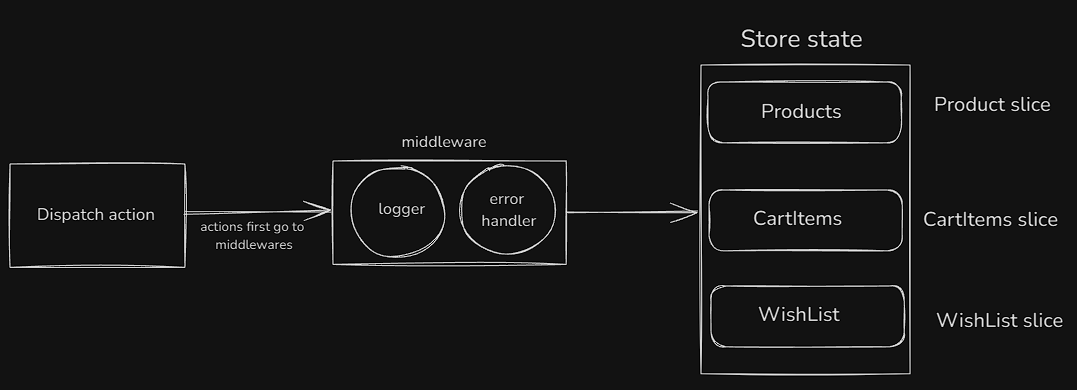 Store state
Products
Product slice
middleware
logger
error
handler
Dispatch action
actions first go to
middlewares
CartItems
CartItems slice
WishList
WishList slice